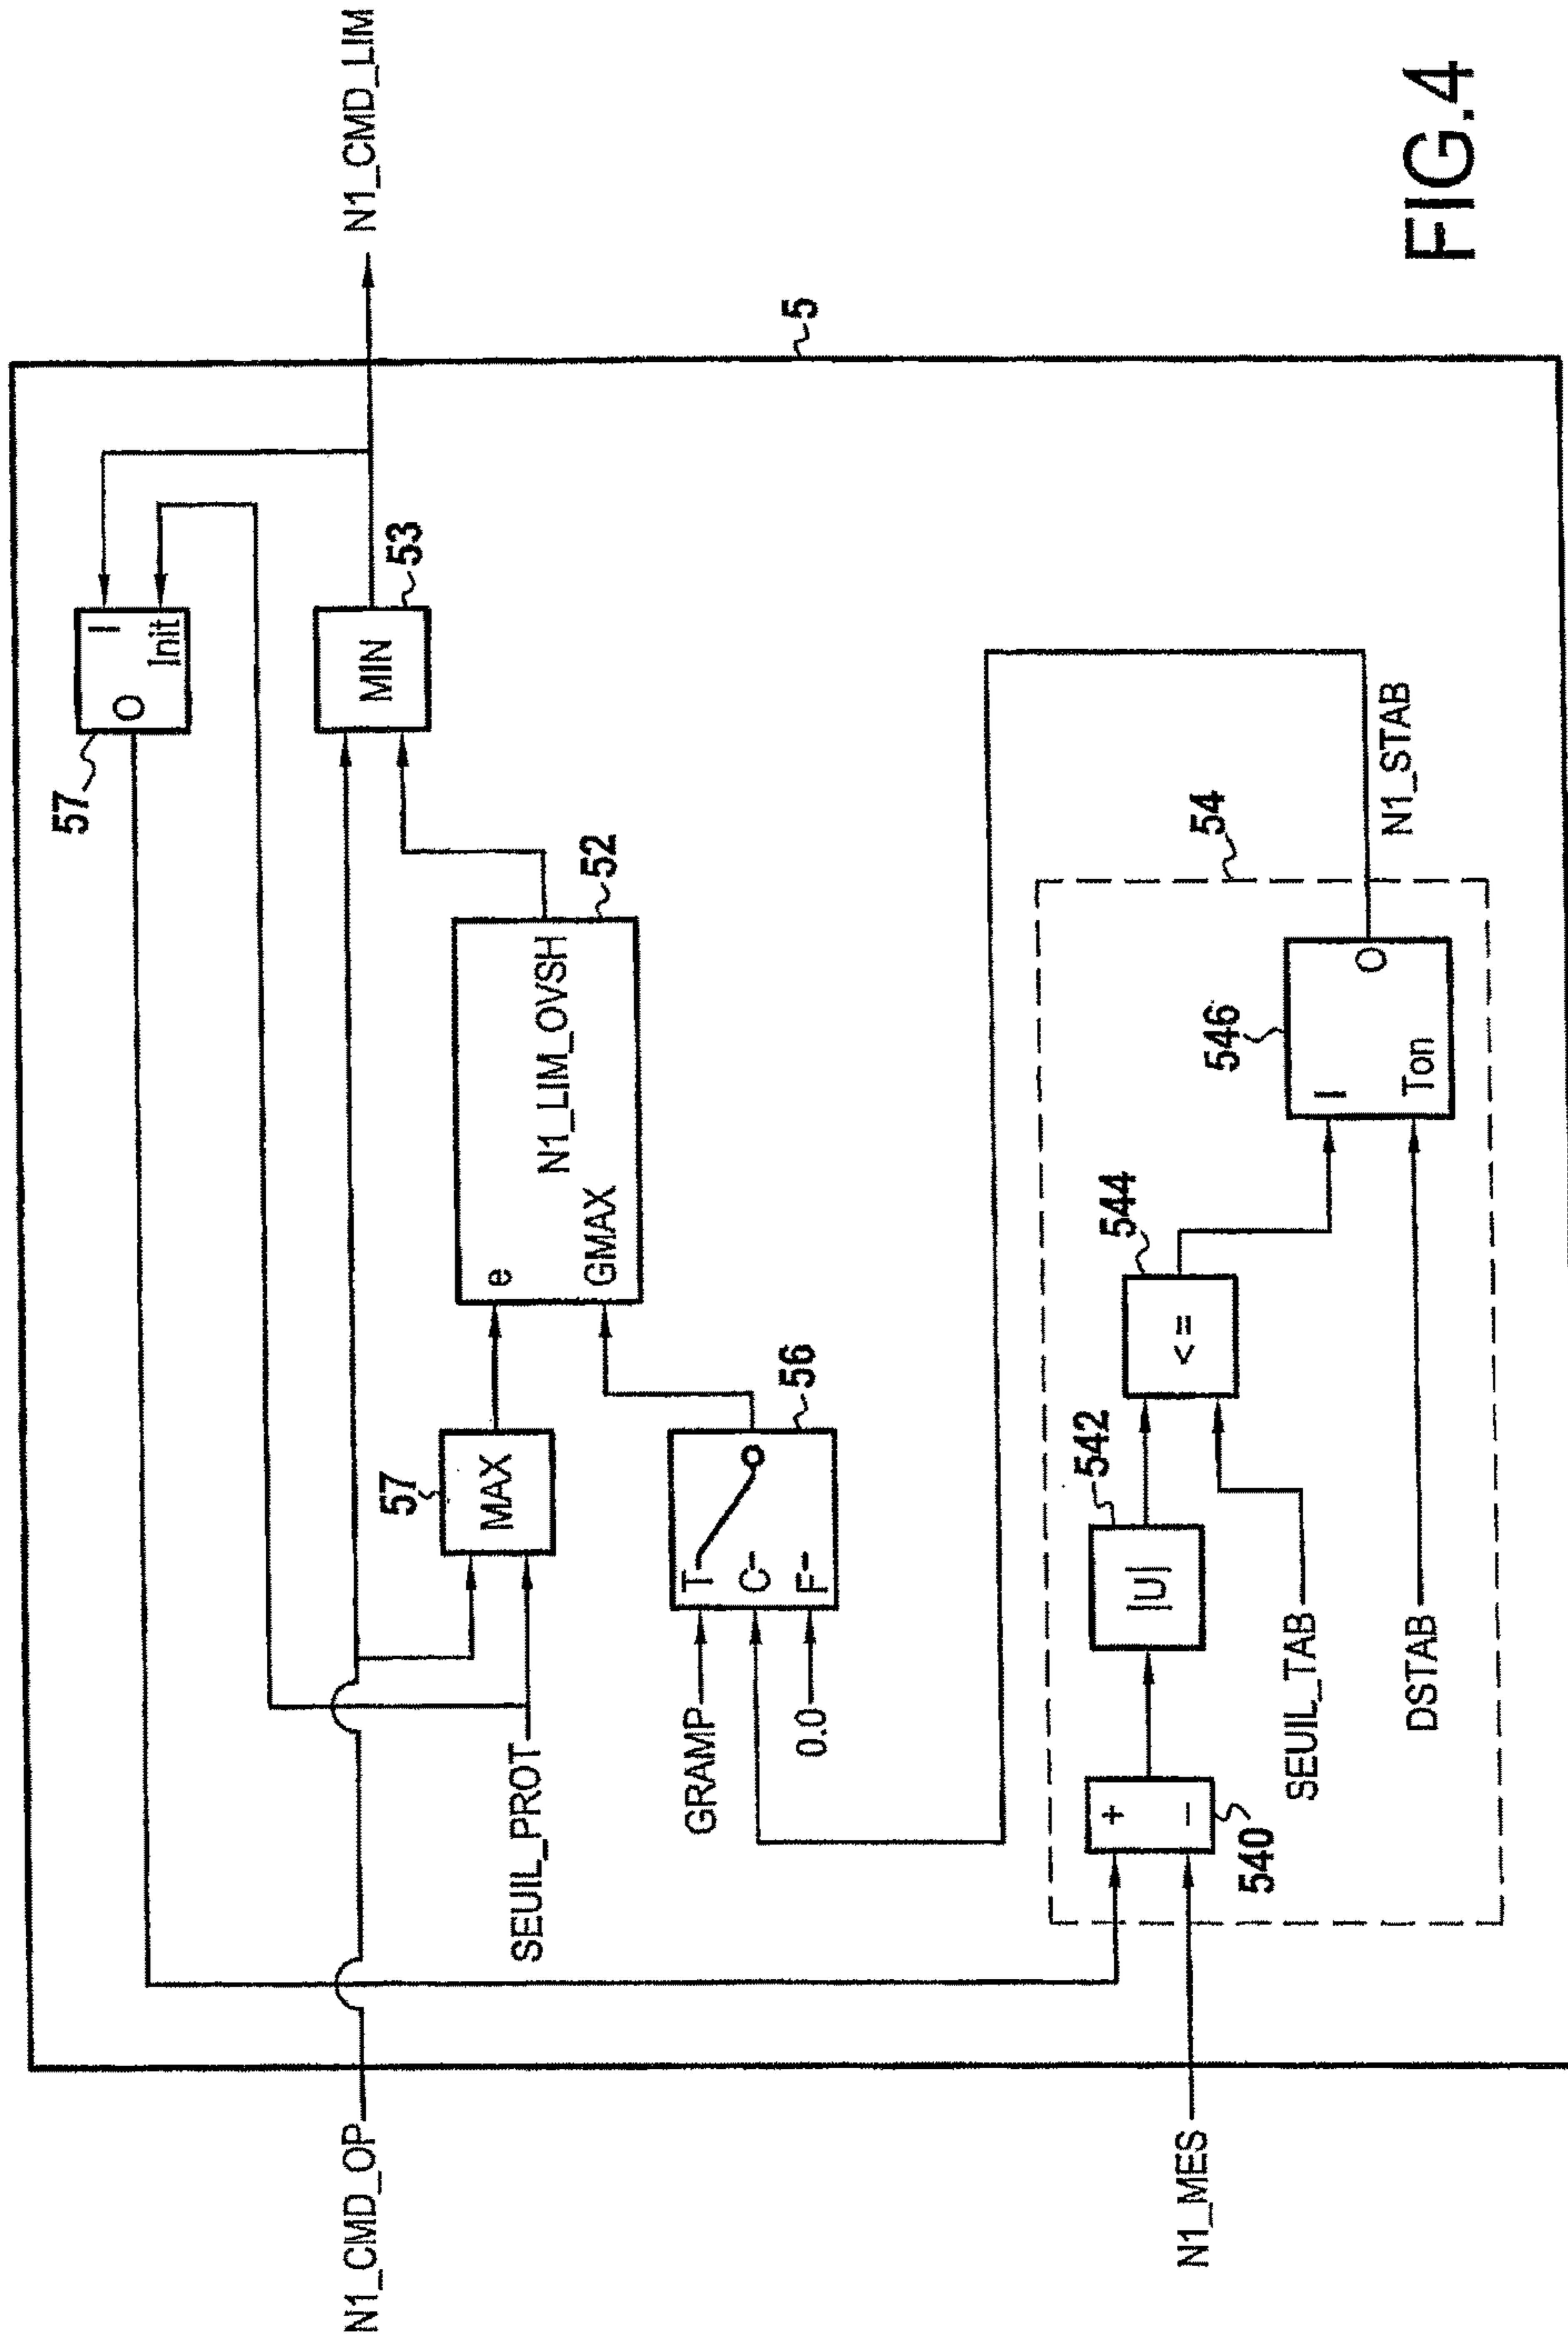 57
O
I
Init
N1_CMD_OP
MIN
53
N1_CMD_LIM
57
MAX
e
N1_LIM_OVSH
GMAX
52
SEUIL_PROT
GRAMP
T
C
F
56
0.0
5
54
N1_MES
+
−
540
|U|
542
<=
544
SEUIL_TAB
I
O
Ton
546
DSTAB
N1_STAB
FIG.4